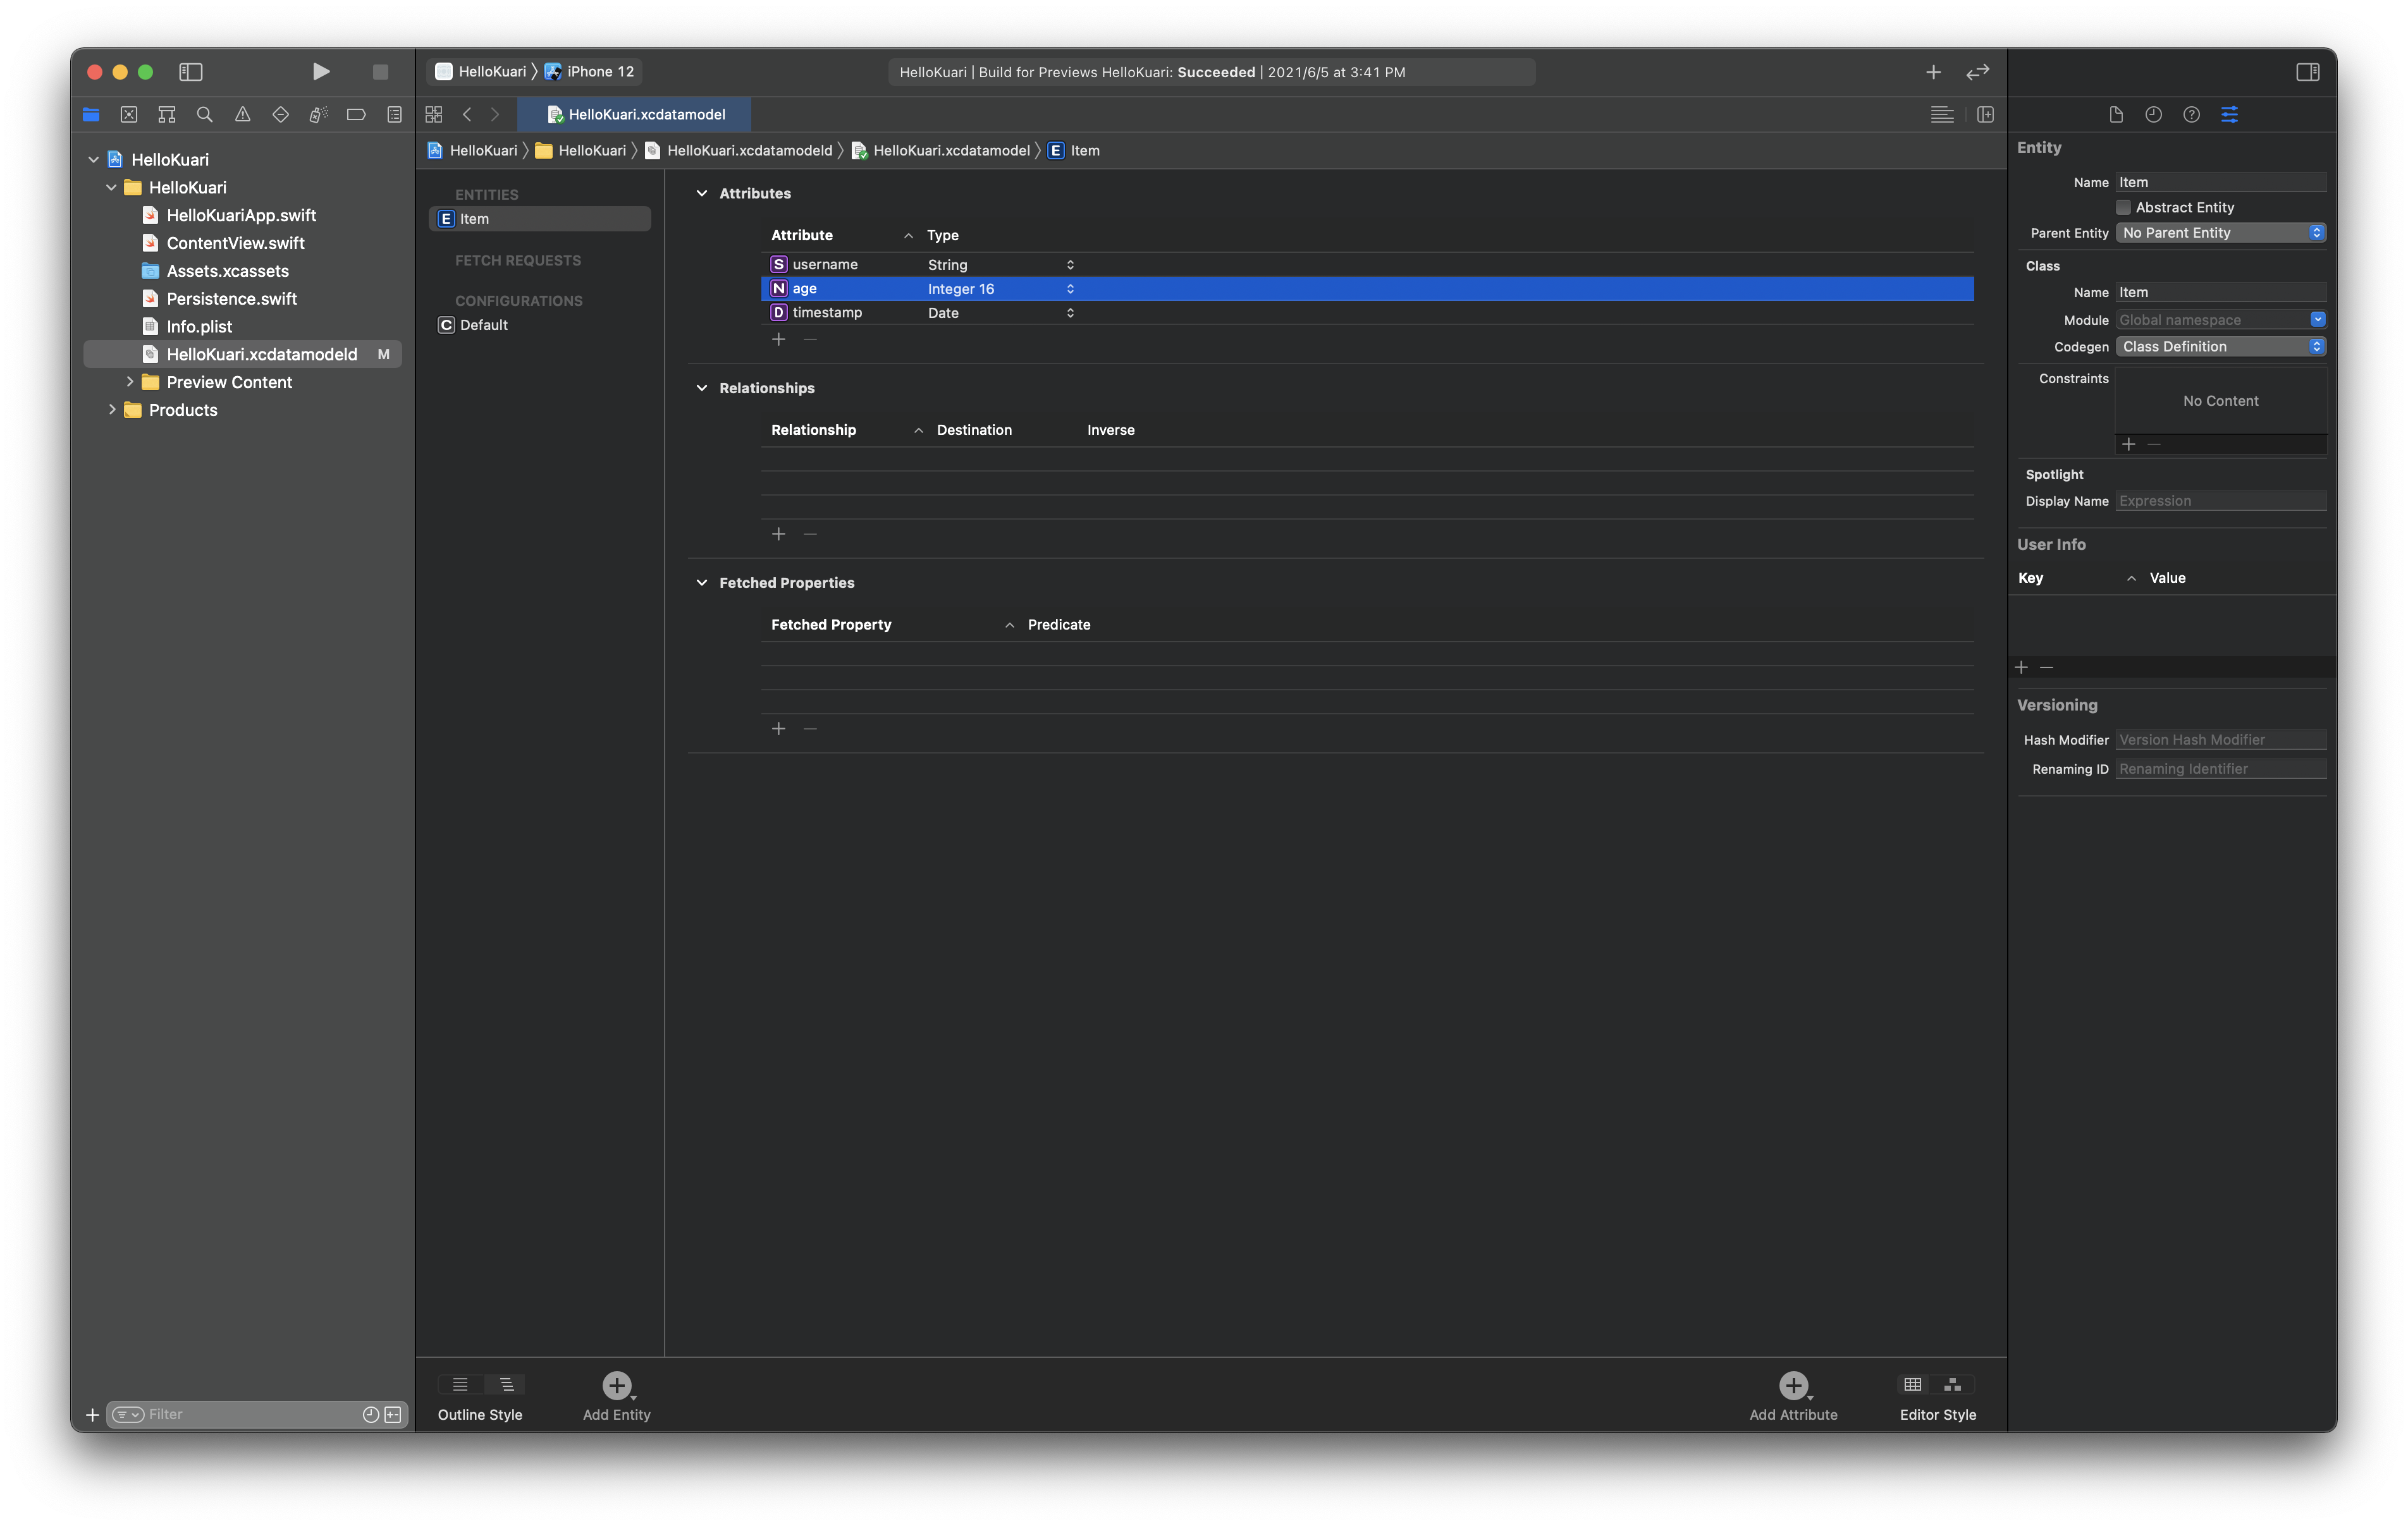 HelloKuari
iPhone 12
HelloKuari | Build for Previews HelloKuari: Succeeded | 2021/6/5 at 3:41 PM
HelloKuari.xcdatamodel
HelloKuari
HelloKuari
HelloKuariApp.swift
ContentView.swift
Assets.xcassets
Persistence.swift
Info.plist
HelloKuari.xcdatamodeld M
Preview Content
Products
Filter
HelloKuari
HelloKuari
HelloKuari.xcdatamodeld
HelloKuari.xcdatamodel
E Item
ENTITIES
E Item
FETCH REQUESTS
CONFIGURATIONS
C Default
Attributes
Attribute Type
S username String
N age Integer 16
D timestamp Date
Relationships
Relationship Destination Inverse
Fetched Properties
Fetched Property Predicate
Outline Style
Add Entity
Add Attribute
Editor Style
Entity
Name Item
Abstract Entity
Parent Entity No Parent Entity
Class
Name Item
Module Global namespace
Codegen Class Definition
Constraints
No Content
Spotlight
Display Name Expression
User Info
Key Value
Versioning
Hash Modifier Version Hash Modifier
Renaming ID Renaming Identifier